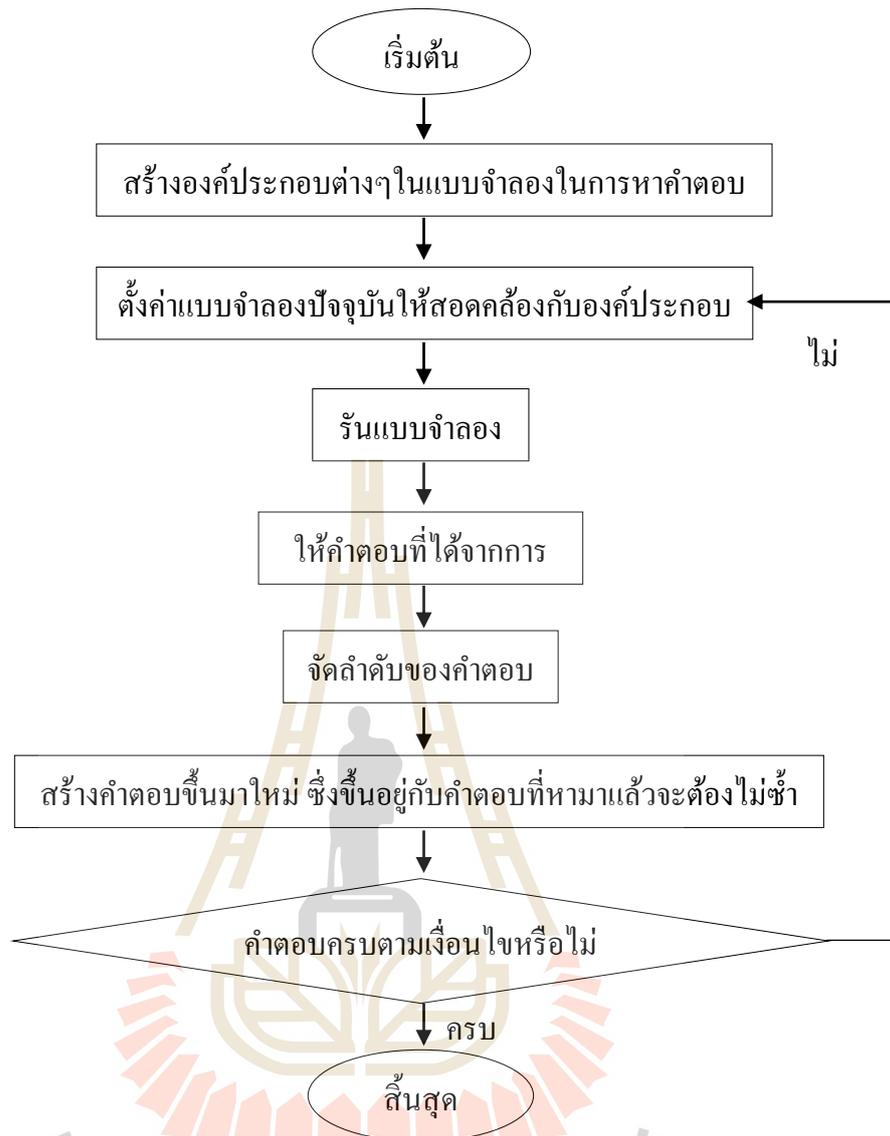 เริ่มต้น
สร้างองค์ประกอบต่างๆในแบบจำลองในการหาคำตอบ
ตั้งค่าแบบจำลองปัจจุบันให้สอดคล้องกับองค์ประกอบ
ไม่
รันแบบจำลอง
ให้คำตอบที่ได้จากการ
จัดลำดับของคำตอบ
สร้างคำตอบขึ้นมาใหม่ ซึ่งขึ้นอยู่กับคำตอบที่หามาแล้วจะต้องไม่ซ้ำ
คำตอบครบตามเงื่อนไขหรือไม่
ครบ
สิ้นสุด